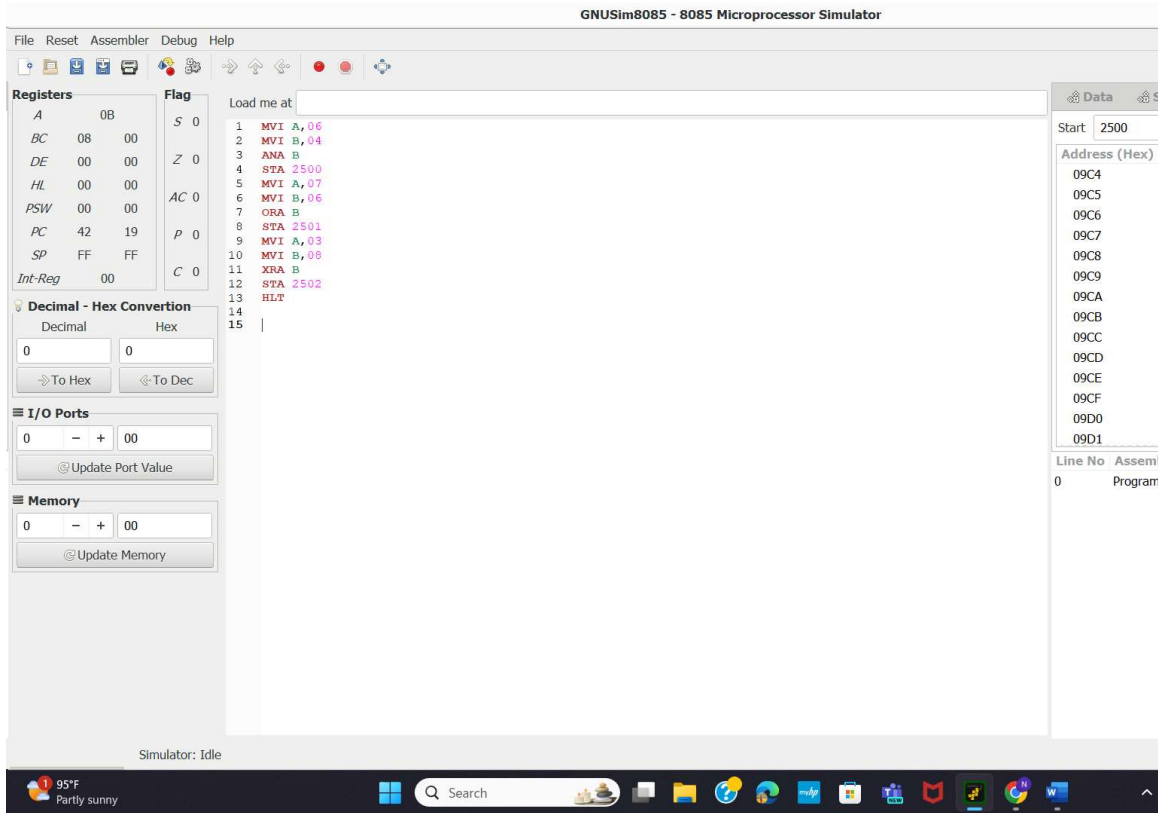 GNUSim8085 - 8085 Microprocessor Simulator
File Reset Assembler Debug Help
Registers
A 0B
BC 08 00
DE 00 00
HL 00 00
PSW 00 00
PC 42 19
SP FF FF
Int-Reg 00
Flag
S 0
Z 0
AC 0
P 0
C 0
Decimal - Hex Convertion
Decimal Hex
0 0
To Hex To Dec
I/O Ports
0 - + 00
Update Port Value
Memory
0 - + 00
Update Memory
Load me at
1 MVI A,06
2 MVI B,04
3 ANA B
4 STA 2500
5 MVI A,07
6 MVI B,06
7 ORA B
8 STA 2501
9 MVI A,03
10 MVI B,08
11 XRA B
12 STA 2502
13 HLT
14
15
Data S
Start 2500
Address (Hex)
09C4
09C5
09C6
09C7
09C8
09C9
09CA
09CB
09CC
09CD
09CE
09CF
09D0
09D1
Line No Assem
0 Program
Simulator: Idle
1
95°F
Partly sunny
Search
myhp
NEW
N
W